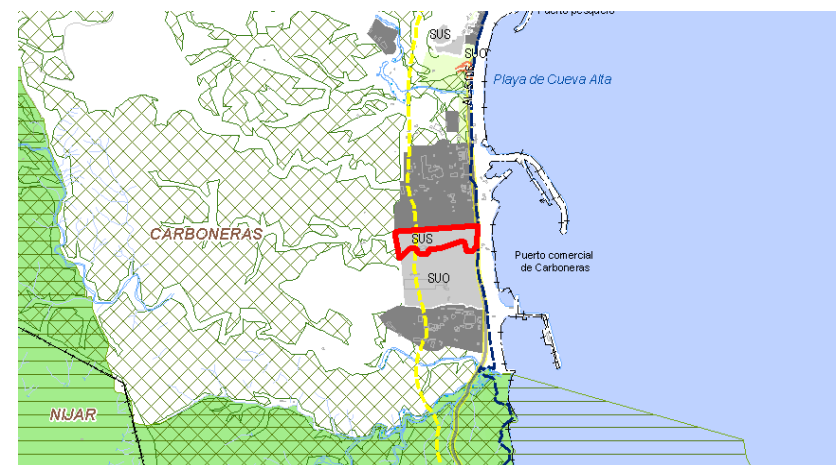 Puerto pesquero
SUS
SUO
Playa de Cueva Alta
CARBONERAS
SUS
Puerto comercial
de Carboneras
SUO
NIJAR